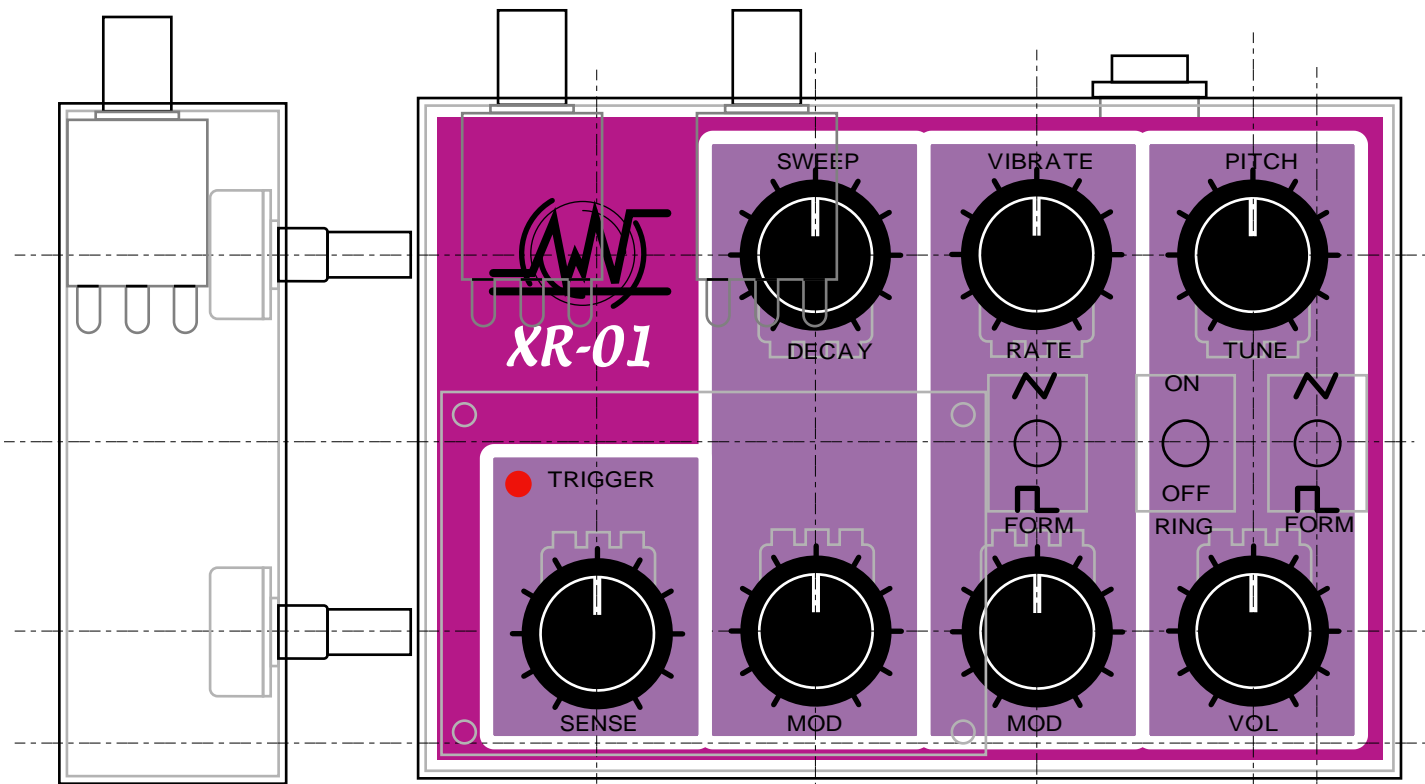 SWEEP VIBRATE PITCH
XR-01
DECAY RATE TUNE
ON
TRIGGER
OFF
FORM RING FORM
SENSE MOD MOD VOL